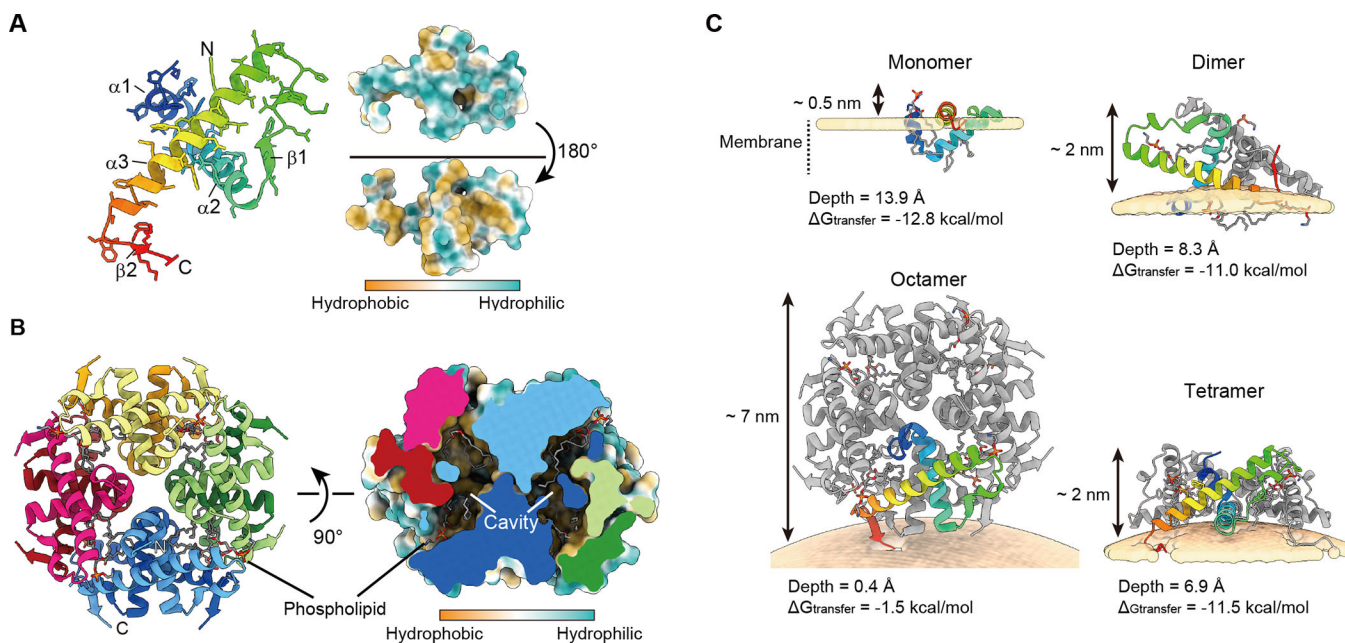 A
N
α1
α3
β1
α2
β2
C
180°
Hydrophobic
Hydrophilic
B
N
C
90°
Cavity
Phospholipid
Hydrophobic
Hydrophilic
C
Monomer
~ 0.5 nm
Membrane
Depth = 13.9 Å
ΔGtransfer = -12.8 kcal/mol
Dimer
~ 2 nm
Depth = 8.3 Å
ΔGtransfer = -11.0 kcal/mol
Octamer
~ 7 nm
Depth = 0.4 Å
ΔGtransfer = -1.5 kcal/mol
Tetramer
~ 2 nm
Depth = 6.9 Å
ΔGtransfer = -11.5 kcal/mol